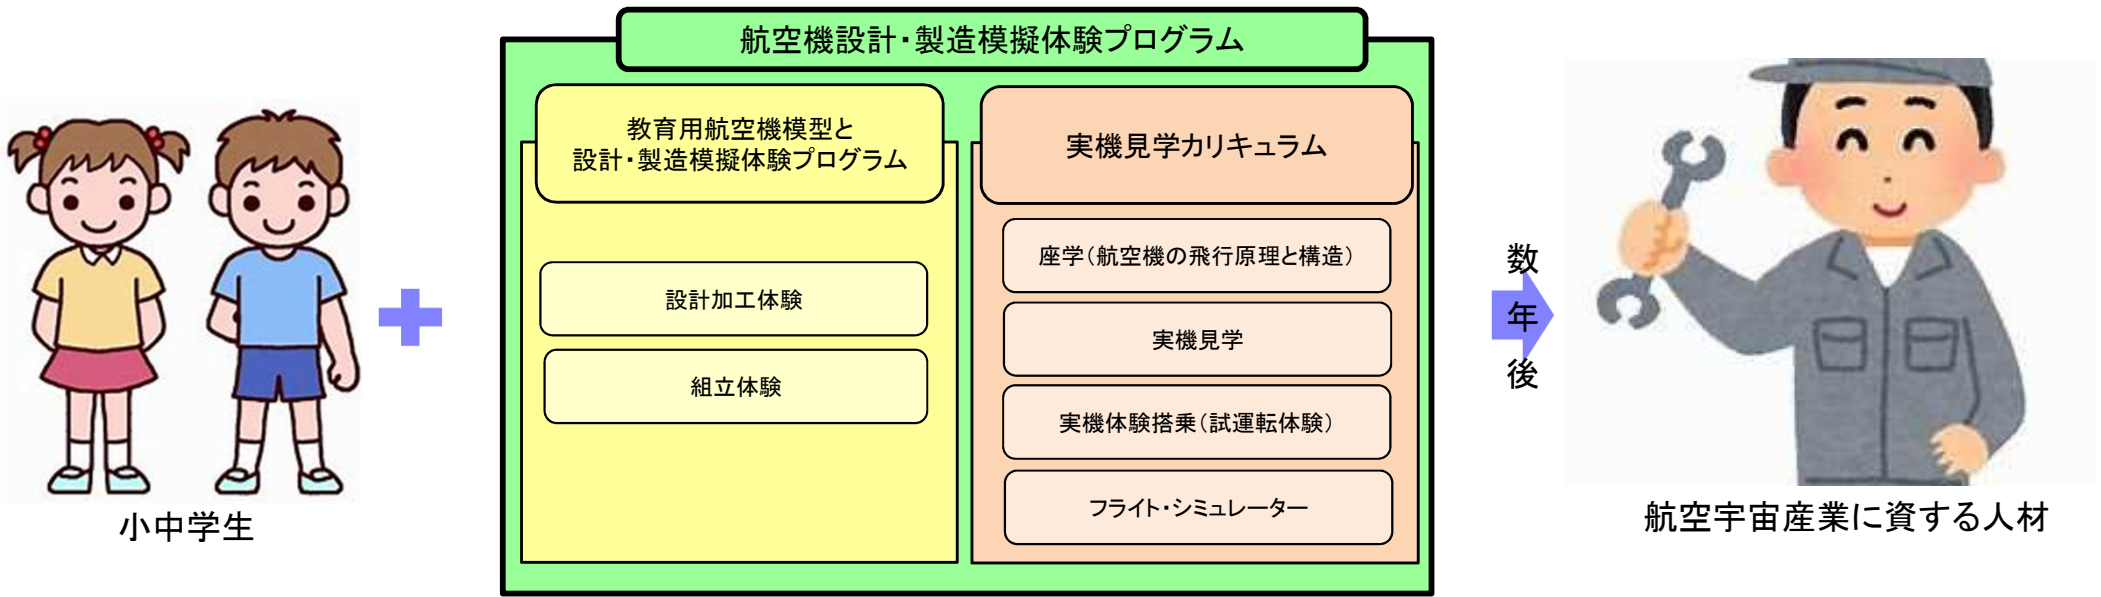 航空機設計・製造模擬体験プログラム
教育用航空機模型と
設計・製造模擬体験プログラム
設計加工体験
組立体験
実機見学カリキュラム
座学（航空機の飛行原理と構造）
実機見学
実機体験搭乗（試運転体験）
フライト・シミュレーター
小中学生
数
年
後
航空宇宙産業に資する人材